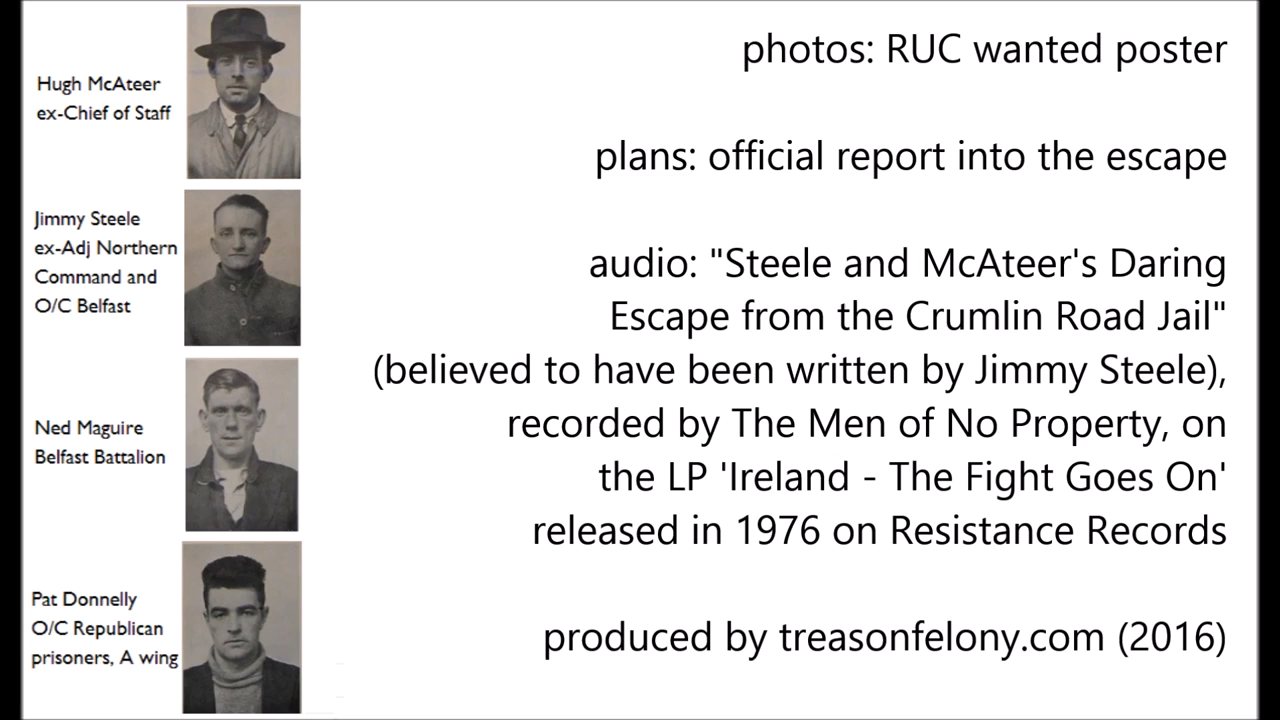 Hugh McAteer
ex-Chief of Staff
Jimmy Steele
ex-Adj Northern
Command and
O/C Belfast
Ned Maguire
Belfast Battalion
Pat Donnelly
O/C Republican
prisoners, A wing
photos: RUC wanted poster
plans: official report into the escape
audio: "Steele and McAteer's Daring
Escape from the Crumlin Road Jail"
(believed to have been written by Jimmy Steele),
recorded by The Men of No Property, on
the LP 'Ireland - The Fight Goes On'
released in 1976 on Resistance Records
produced by treasonfelony.com (2016)